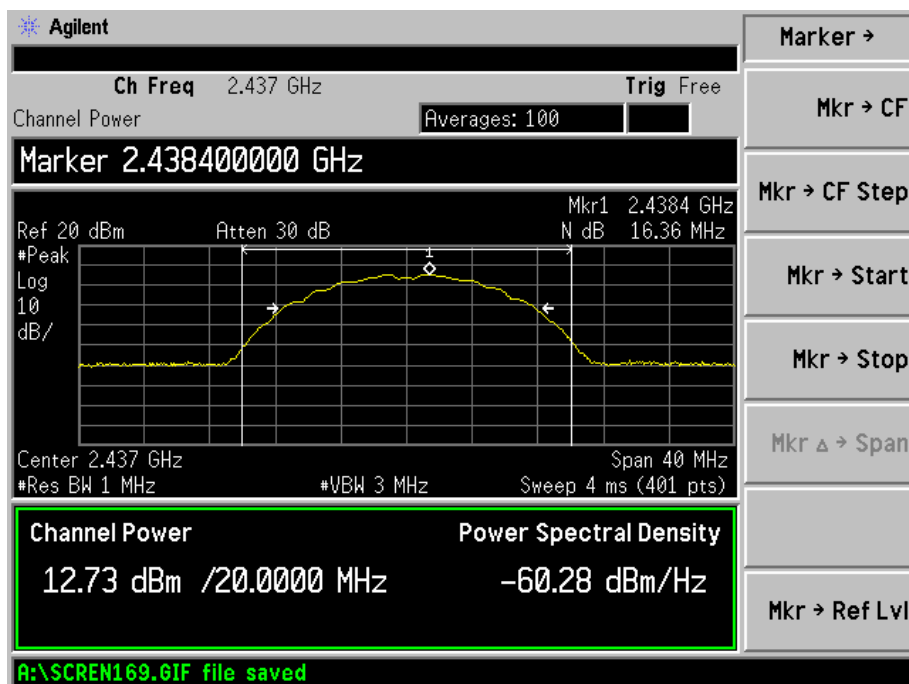 Agilent
Ch Freq 2.437 GHz Trig Free
Channel Power Averages: 100
Marker 2.438400000 GHz
Mkr1 2.4384 GHz
Ref 20 dBm Atten 30 dB N dB 16.36 MHz
#Peak
Log
10
dB/
1
Center 2.437 GHz Span 40 MHz
#Res BW 1 MHz #VBW 3 MHz Sweep 4 ms (401 pts)
Channel Power Power Spectral Density
12.73 dBm /20.0000 MHz -60.28 dBm/Hz
A:\SCREN169.GIF file saved
Marker →
Mkr → CF
Mkr → CF Step
Mkr → Start
Mkr → Stop
Mkr Δ → Span
Mkr → Ref Lvl